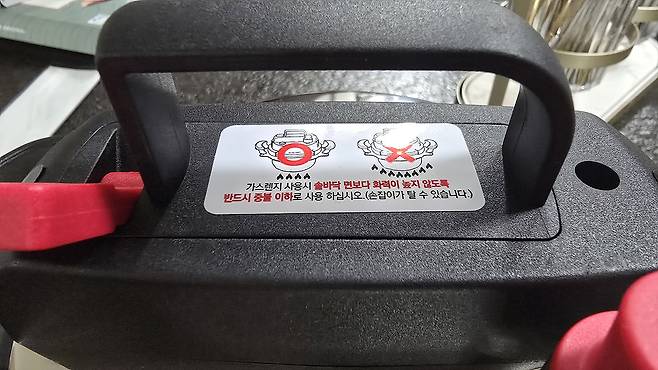 가스렌지 사용시 솥바닥 면보다 화력이 높지 않도록
반드시 중불 이하로 사용 하십시오.(손잡이가 탈 수 있습니다.)